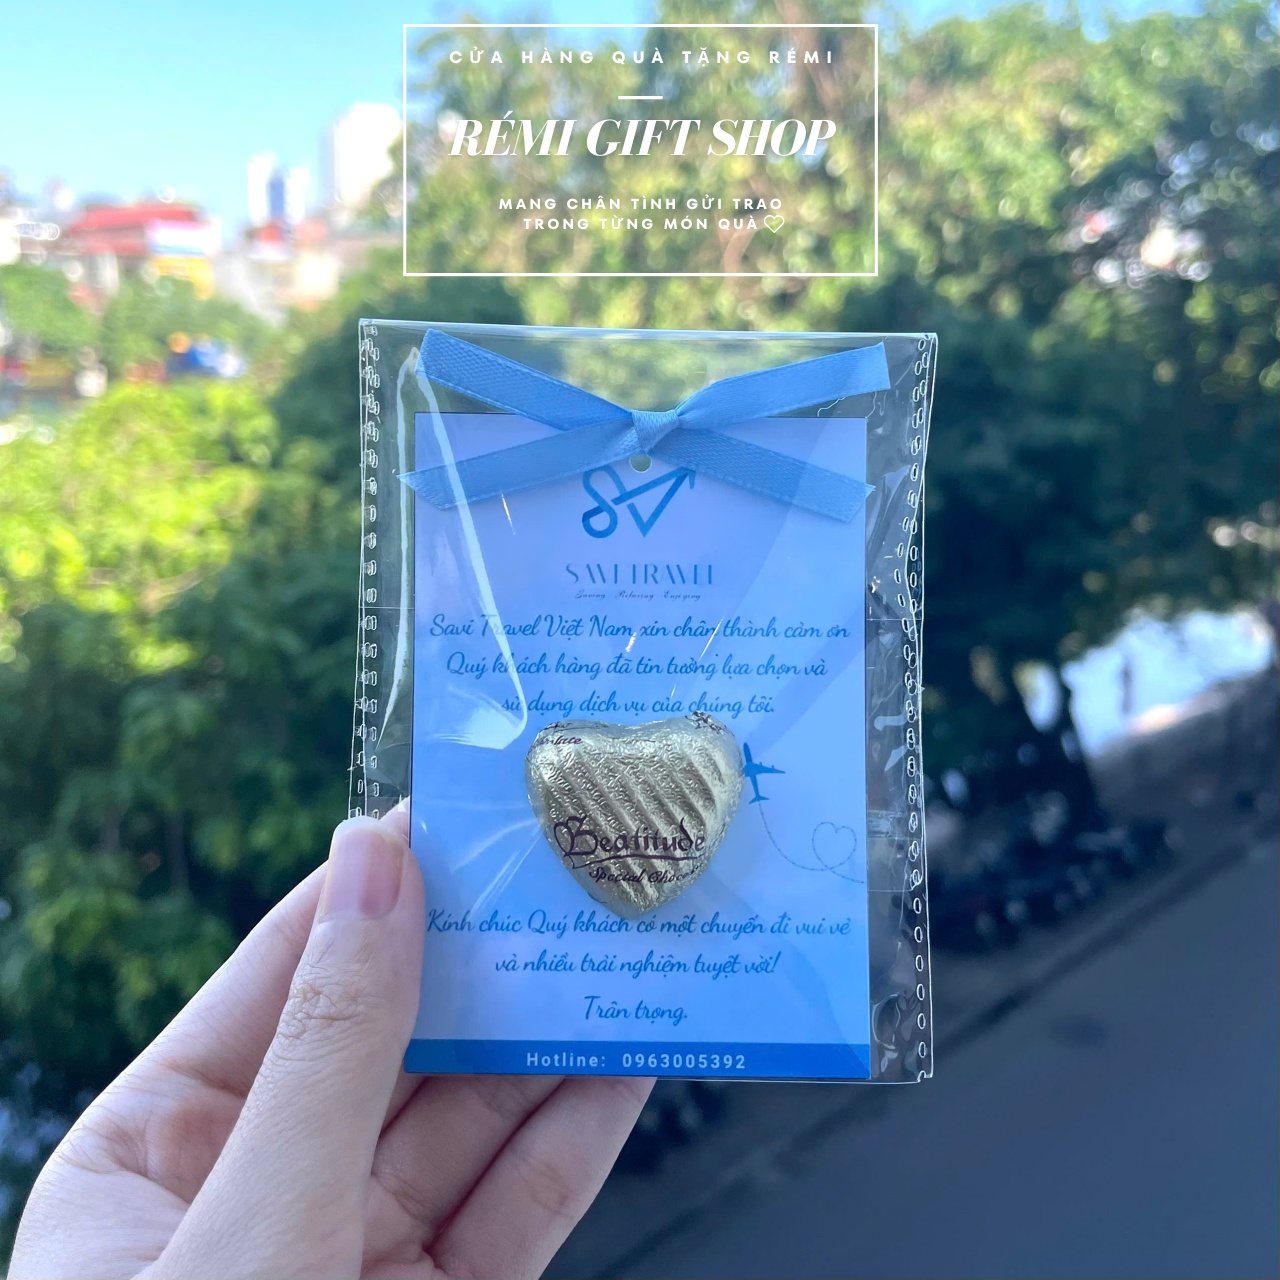 CỬA HÀNG QUÀ TẶNG RÉMI
RÉMI GIFT SHOP
MANG CHÂN TÌNH GỬI TRAO
TRONG TỪNG MÓN QUÀ
SAVI TRAVEL
Saving Relaxing Enjoying
Savi Travel Việt Nam xin chân thành cảm ơn
Quý khách hàng đã tin tưởng lựa chọn và
sử dụng dịch vụ của chúng tôi.
Beatitude
Special Choco
Kính chúc Quý khách có một chuyến đi vui vẻ
và nhiều trải nghiệm tuyệt vời!
Trân trọng.
Hotline: 0963005392